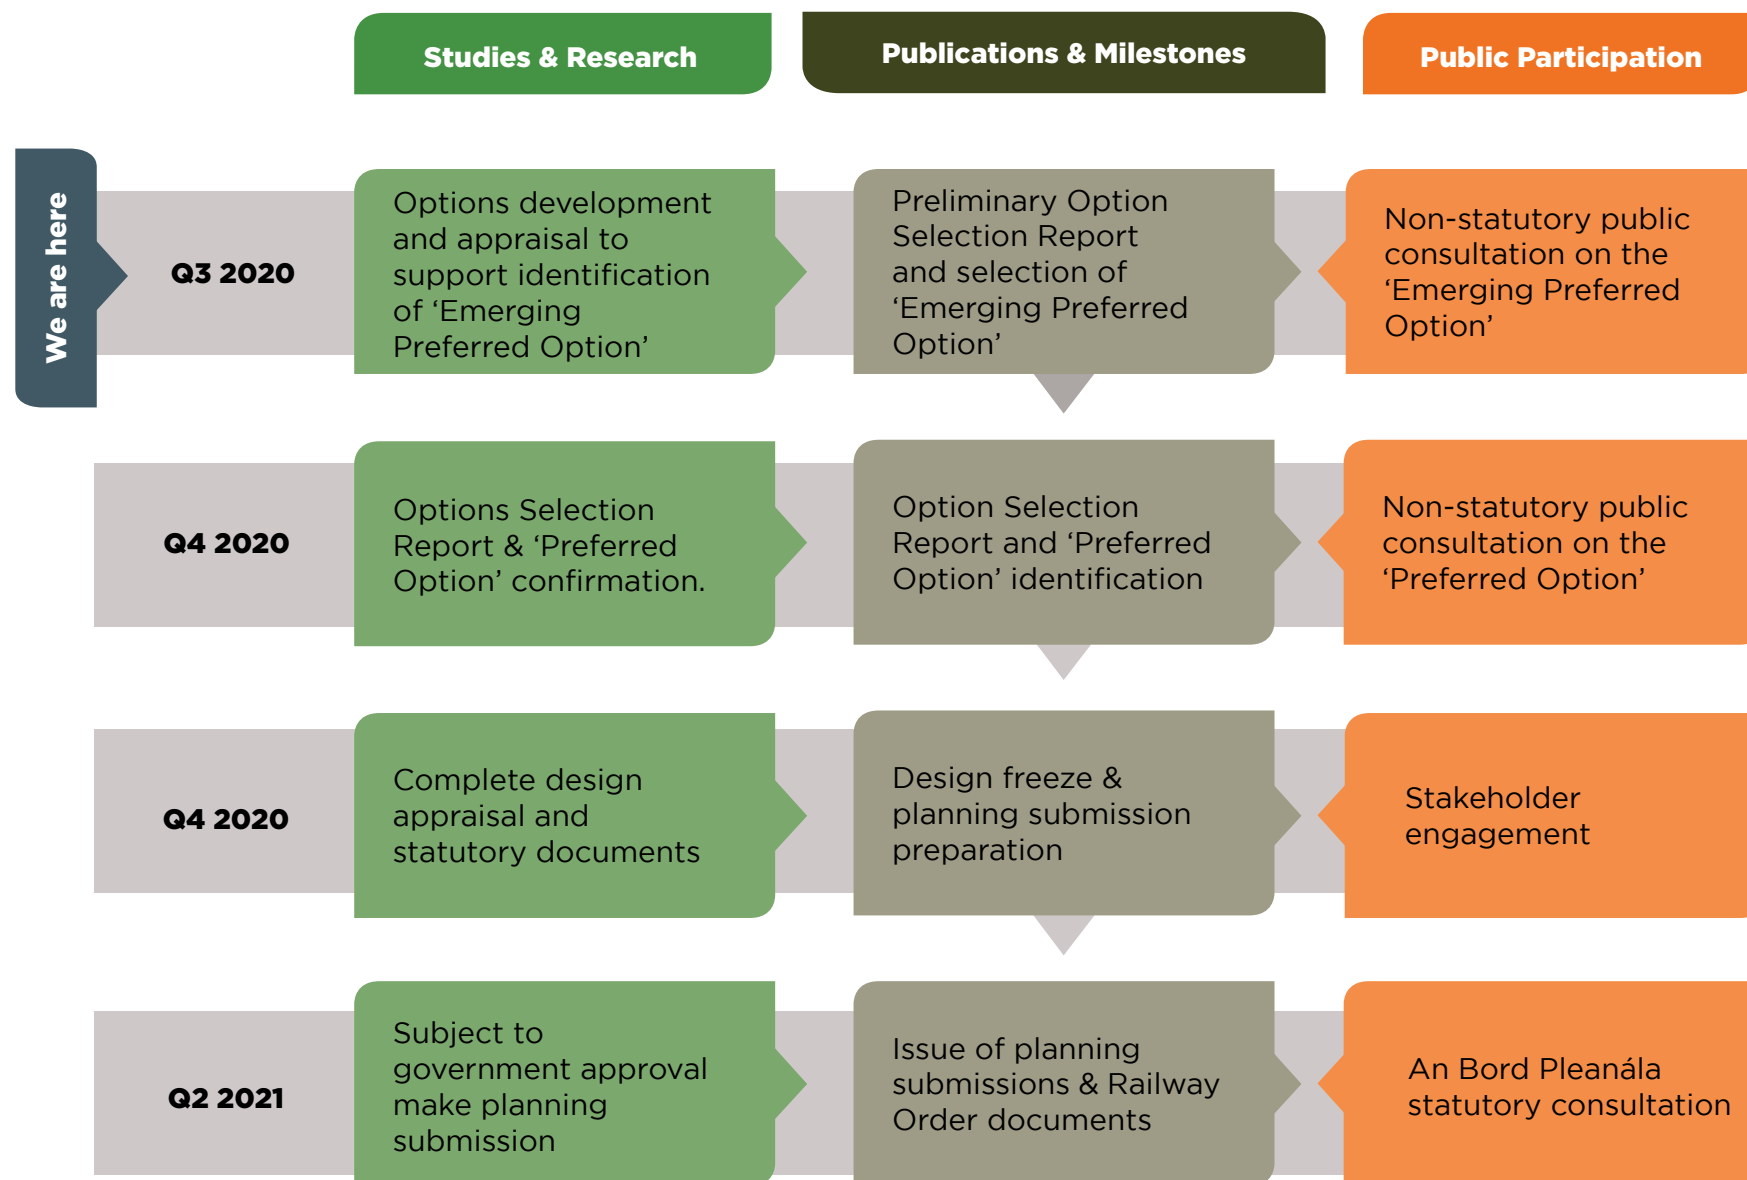 Studies & Research
Publications & Milestones
Public Participation
We are here
Q3 2020
Options development
and appraisal to
support identification
of ‘Emerging
Preferred Option’
Preliminary Option
Selection Report
and selection of
‘Emerging Preferred
Option’
Non-statutory public
consultation on the
‘Emerging Preferred
Option’
Q4 2020
Options Selection
Report & ‘Preferred
Option’ confirmation.
Option Selection
Report and ‘Preferred
Option’ identification
Non-statutory public
consultation on the
‘Preferred Option’
Q4 2020
Complete design
appraisal and
statutory documents
Design freeze &
planning submission
preparation
Stakeholder
engagement
Q2 2021
Subject to
government approval
make planning
submission
Issue of planning
submissions & Railway
Order documents
An Bord Pleanála
statutory consultation